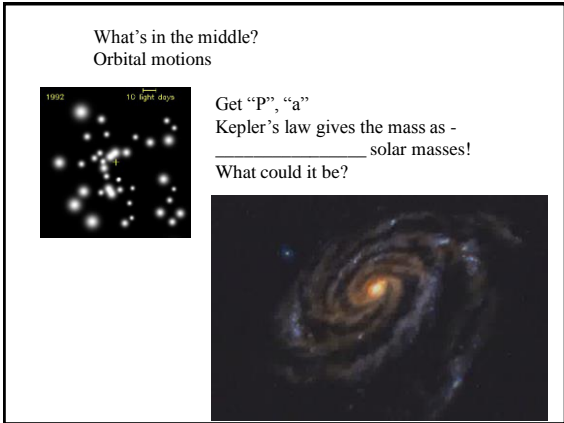 What’s in the middle?
Orbital motions
1992 10 light days
Get “P”, “a”
Kepler’s law gives the mass as -
________________ solar masses!
What could it be?